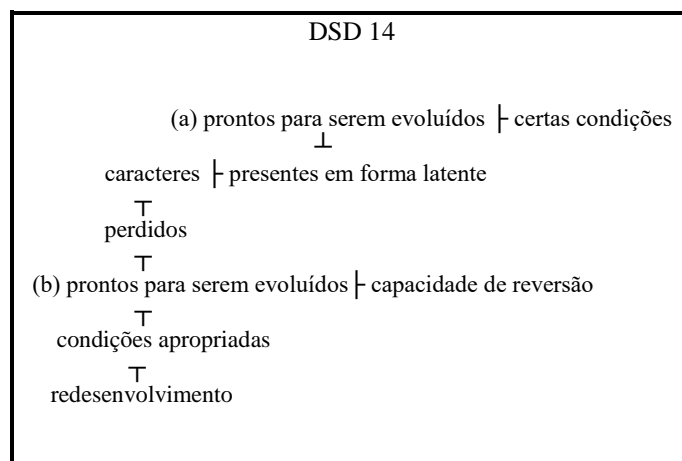 DSD 14
(a) prontos para serem evoluídos ├ certas condições
┴
caracteres ├ presentes em forma latente
┬
perdidos
┬
(b) prontos para serem evoluídos├ capacidade de reversão
┬
condições apropriadas
┬
redesenvolvimento